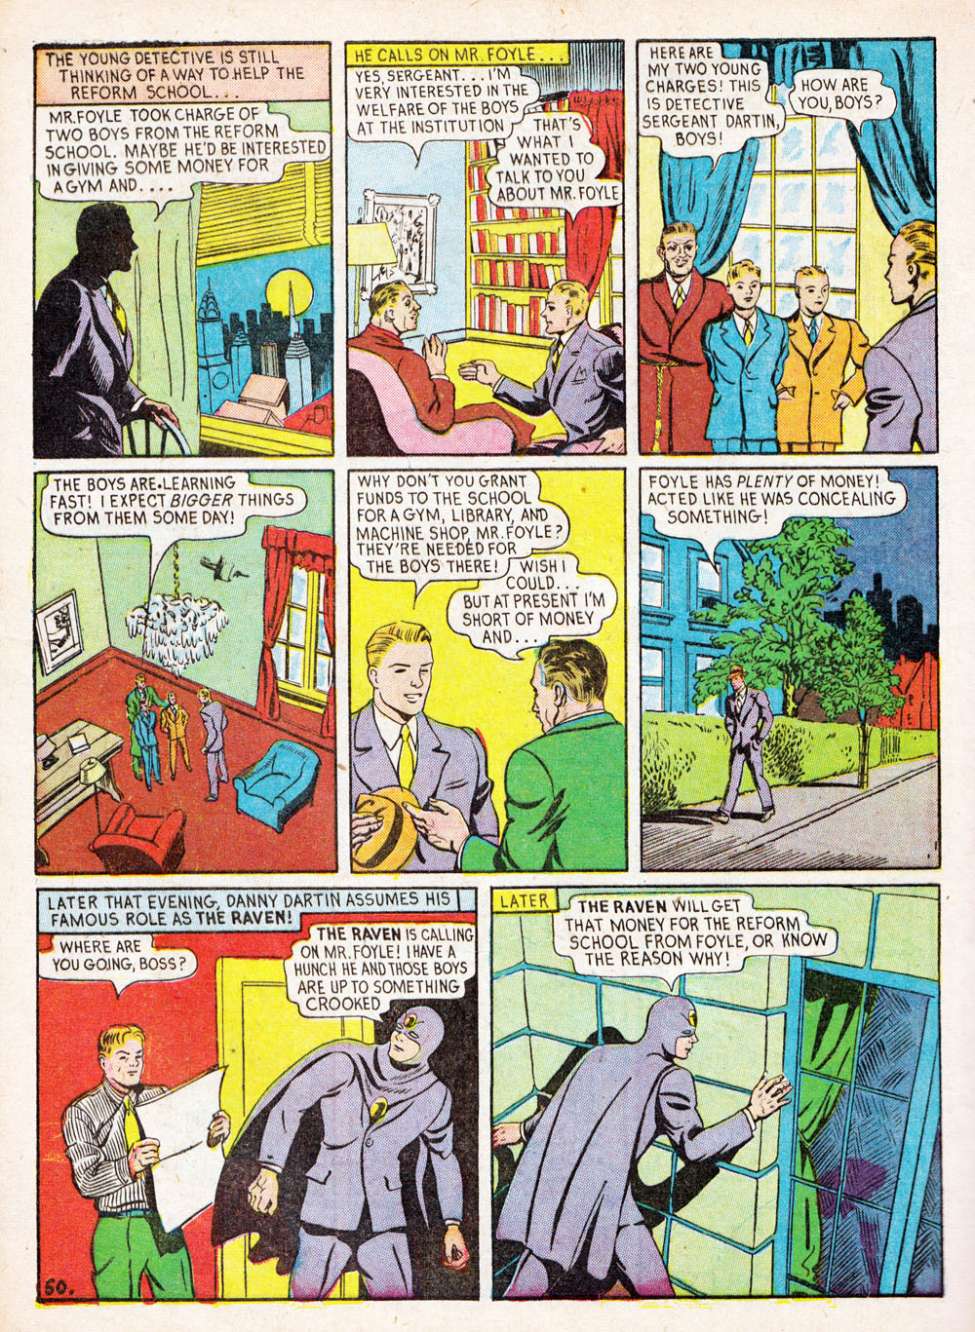 THE YOUNG DETECTIVE IS STILL
THINKING OF A WAY TO HELP THE
REFORM SCHOOL...
MR. FOYLE TOOK CHARGE OF
TWO BOYS FROM THE REFORM
SCHOOL. MAYBE HE'D BE INTERESTED
IN GIVING SOME MONEY FOR
A GYM AND....
HE CALLS ON MR. FOYLE...
YES, SERGEANT... I'M
VERY INTERESTED IN THE
WELFARE OF THE BOYS
AT THE INSTITUTION
THAT'S
WHAT I
WANTED TO
TALK TO YOU
ABOUT MR. FOYLE
HERE ARE
MY TWO YOUNG
CHARGES! THIS
IS DETECTIVE
SERGEANT DARTIN,
BOYS!
HOW ARE
YOU, BOYS?
THE BOYS ARE LEARNING
FAST! I EXPECT BIGGER THINGS
FROM THEM SOME DAY!
WHY DON'T YOU GRANT
FUNDS TO THE SCHOOL
FOR A GYM, LIBRARY, AND
MACHINE SHOP, MR. FOYLE?
THEY'RE NEEDED FOR
THE BOYS THERE!
WISH I
COULD...
BUT AT PRESENT I'M
SHORT OF MONEY
AND...
FOYLE HAS PLENTY OF MONEY!
ACTED LIKE HE WAS CONCEALING
SOMETHING!
LATER THAT EVENING, DANNY DARTIN ASSUMES HIS
FAMOUS ROLE AS THE RAVEN!
WHERE ARE
YOU GOING, BOSS?
THE RAVEN IS CALLING
ON MR. FOYLE! I HAVE A
HUNCH HE AND THOSE BOYS
ARE UP TO SOMETHING
CROOKED
LATER
THE RAVEN WILL GET
THAT MONEY FOR THE REFORM
SCHOOL FROM FOYLE, OR KNOW
THE REASON WHY!
50.